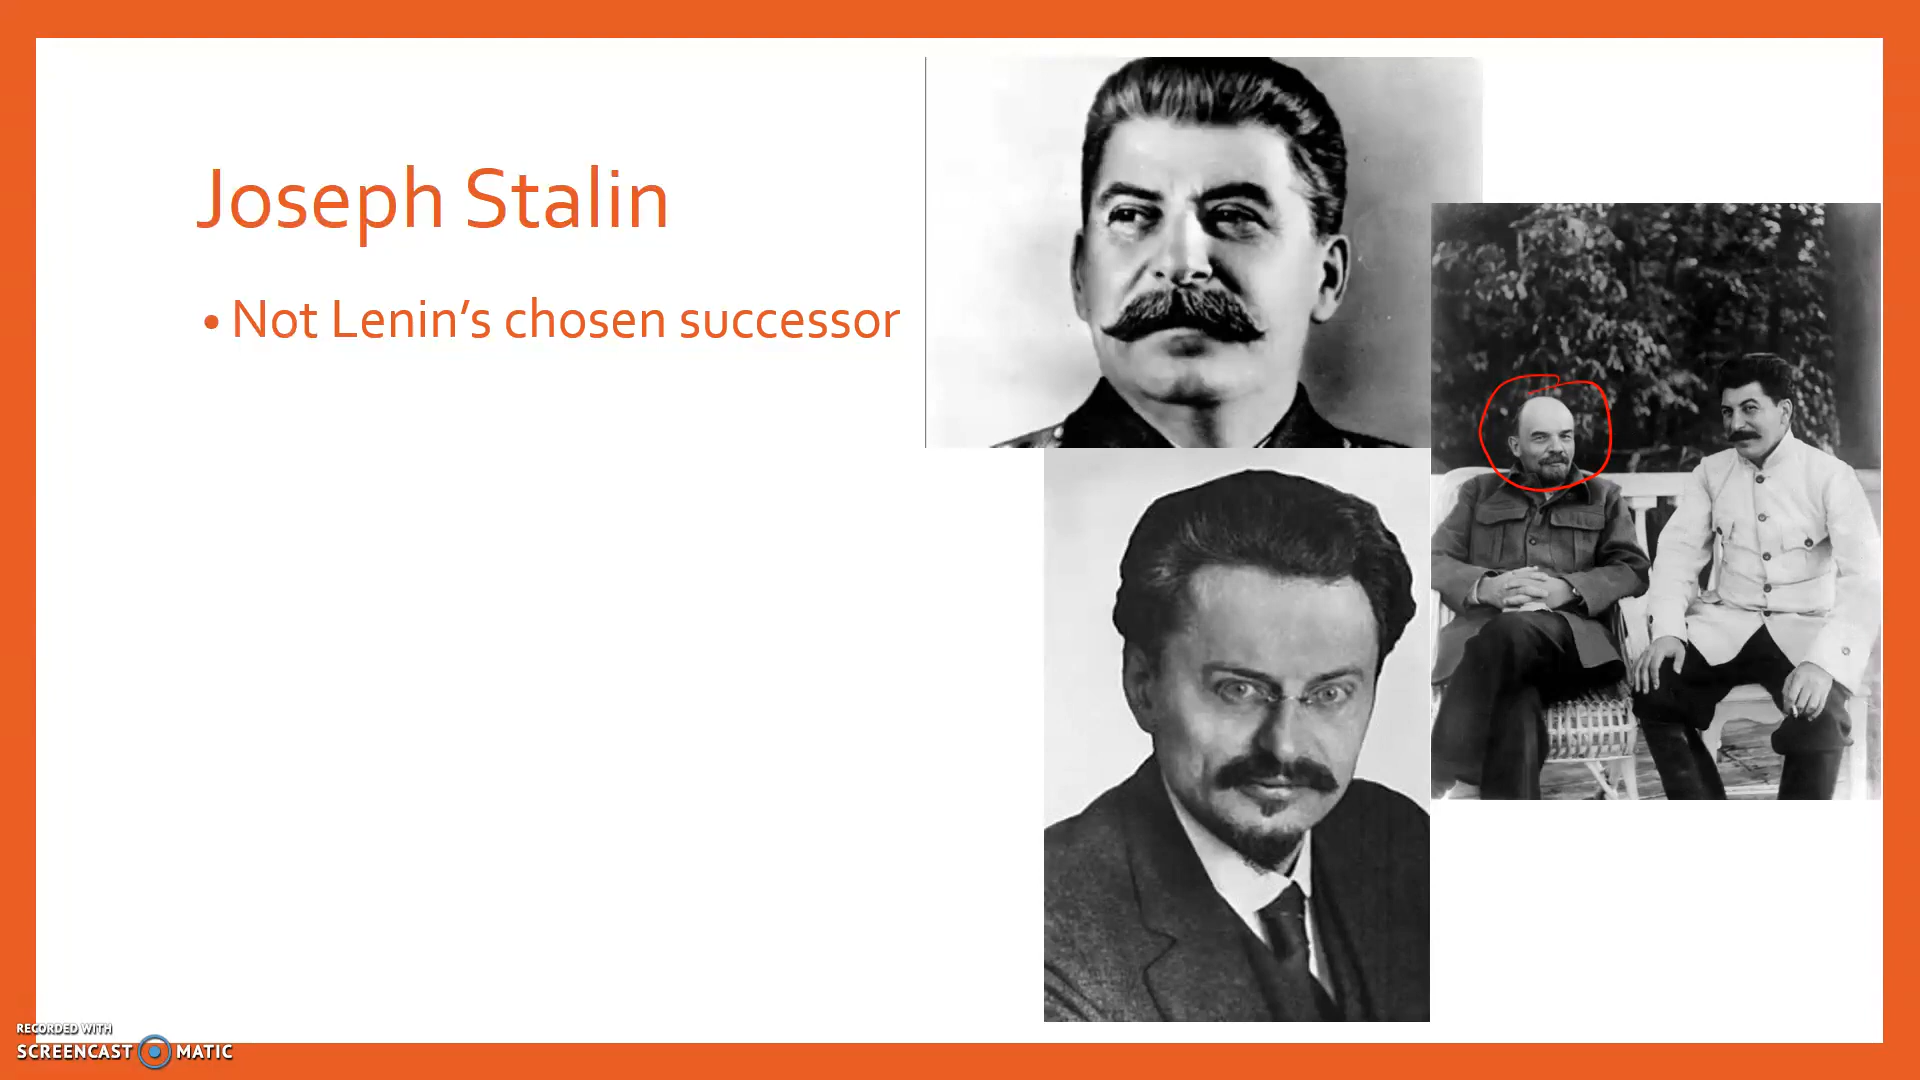 Joseph Stalin
• Not Lenin’s chosen successor
RECORDED WITH
SCREENCAST MATIC